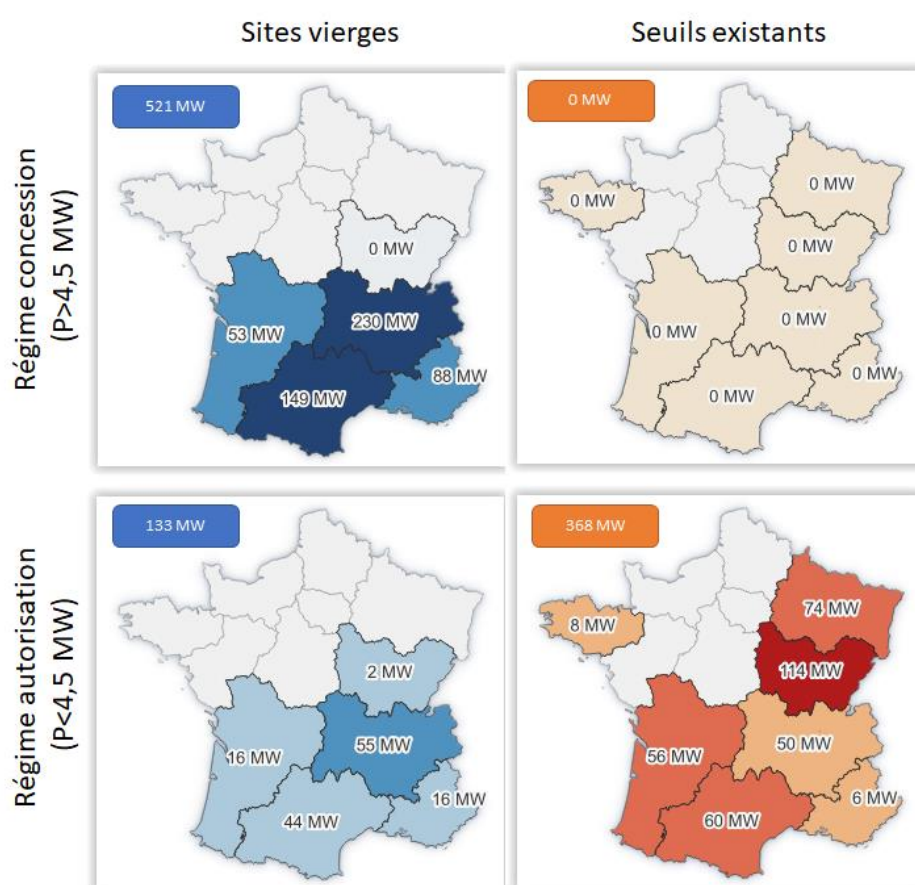 Sites vierges
Seuils existants
Régime concession
(P>4,5 MW)
521 MW
0 MW
53 MW
230 MW
149 MW
88 MW
0 MW
0 MW
0 MW
0 MW
0 MW
0 MW
0 MW
0 MW
Régime autorisation
(P<4,5 MW)
133 MW
2 MW
16 MW
55 MW
44 MW
16 MW
368 MW
74 MW
8 MW
114 MW
56 MW
50 MW
60 MW
6 MW